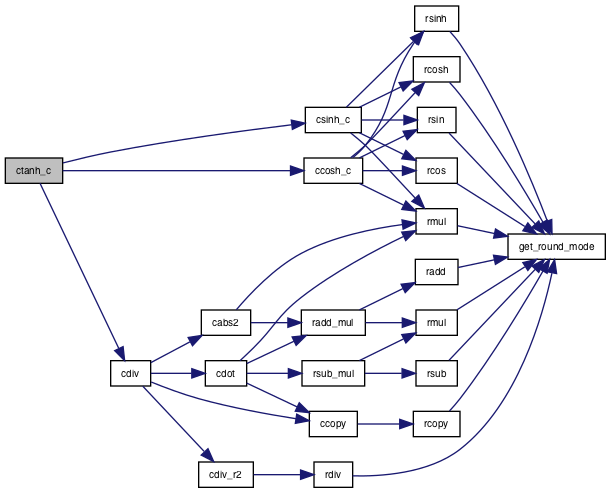 rsinh
rcosh
csinh_c
rsin
ctanh_c
ccosh_c
rcos
rmul
get_round_mode
radd
cabs2
radd_mul
rmul
cdiv
cdot
rsub_mul
rsub
ccopy
rcopy
cdiv_r2
rdiv